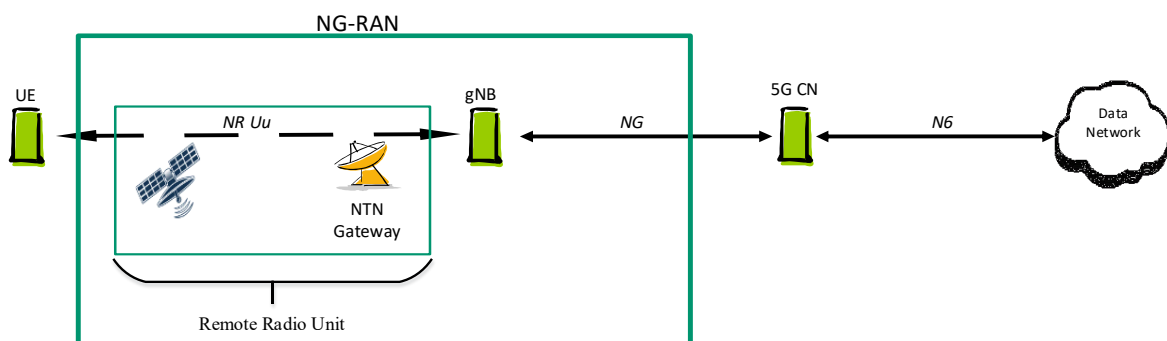 NG-RAN
UE
gNB
5G CN
NR Uu
NG
N6
Data
Network
NTN
Gateway
Remote Radio Unit